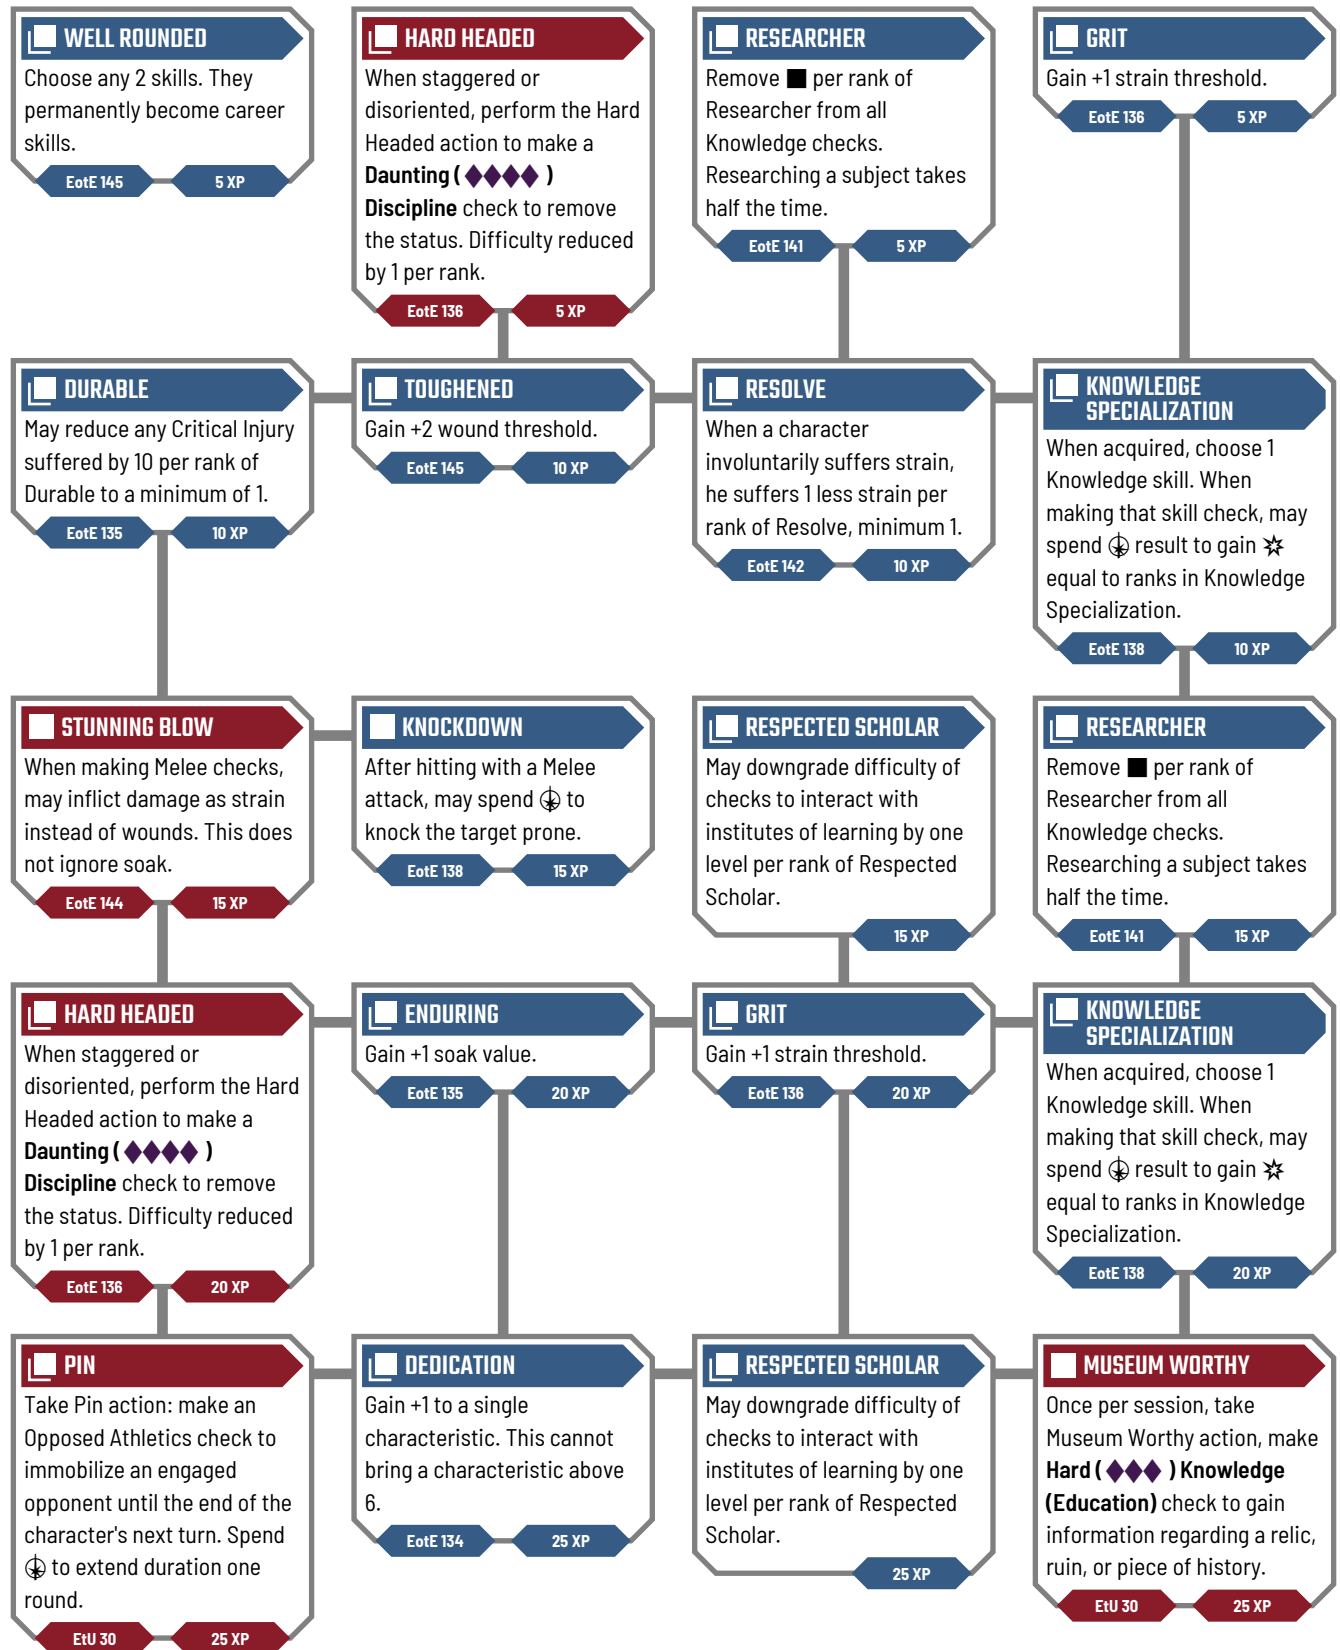 WELL ROUNDED
Choose any 2 skills. They
permanently become career
skills.
EotE 145
5 XP
HARD HEADED
When staggered or
disoriented, perform the Hard
Headed action to make a
Daunting (◆◆◆◆)
Discipline check to remove
the status. Difficulty reduced
by 1 per rank.
EotE 136
5 XP
RESEARCHER
Remove ■ per rank of
Researcher from all
Knowledge checks.
Researching a subject takes
half the time.
EotE 141
5 XP
GRIT
Gain +1 strain threshold.
EotE 136
5 XP
DURABLE
May reduce any Critical Injury
suffered by 10 per rank of
Durable to a minimum of 1.
EotE 135
10 XP
TOUGHENED
Gain +2 wound threshold.
EotE 145
10 XP
RESOLVE
When a character
involuntarily suffers strain,
he suffers 1 less strain per
rank of Resolve, minimum 1.
EotE 142
10 XP
KNOWLEDGE
SPECIALIZATION
When acquired, choose 1
Knowledge skill. When
making that skill check, may
spend result to gain
equal to ranks in Knowledge
Specialization.
EotE 138
10 XP
STUNNING BLOW
When making Melee checks,
may inflict damage as strain
instead of wounds. This does
not ignore soak.
EotE 144
15 XP
KNOCKDOWN
After hitting with a Melee
attack, may spend to
knock the target prone.
EotE 138
15 XP
RESPECTED SCHOLAR
May downgrade difficulty of
checks to interact with
institutes of learning by one
level per rank of Respected
Scholar.
15 XP
RESEARCHER
Remove ■ per rank of
Researcher from all
Knowledge checks.
Researching a subject takes
half the time.
EotE 141
15 XP
HARD HEADED
When staggered or
disoriented, perform the Hard
Headed action to make a
Daunting (◆◆◆◆)
Discipline check to remove
the status. Difficulty reduced
by 1 per rank.
EotE 136
20 XP
ENDURING
Gain +1 soak value.
EotE 135
20 XP
GRIT
Gain +1 strain threshold.
EotE 136
20 XP
KNOWLEDGE
SPECIALIZATION
When acquired, choose 1
Knowledge skill. When
making that skill check, may
spend result to gain
equal to ranks in Knowledge
Specialization.
EotE 138
20 XP
PIN
Take Pin action: make an
Opposed Athletics check to
immobilize an engaged
opponent until the end of the
character's next turn. Spend
to extend duration one
round.
EtU 30
25 XP
DEDICATION
Gain +1 to a single
characteristic. This cannot
bring a characteristic above
6.
EotE 134
25 XP
RESPECTED SCHOLAR
May downgrade difficulty of
checks to interact with
institutes of learning by one
level per rank of Respected
Scholar.
25 XP
MUSEUM WORTHY
Once per session, take
Museum Worthy action, make
Hard (◆◆◆) Knowledge
(Education) check to gain
information regarding a relic,
ruin, or piece of history.
EtU 30
25 XP